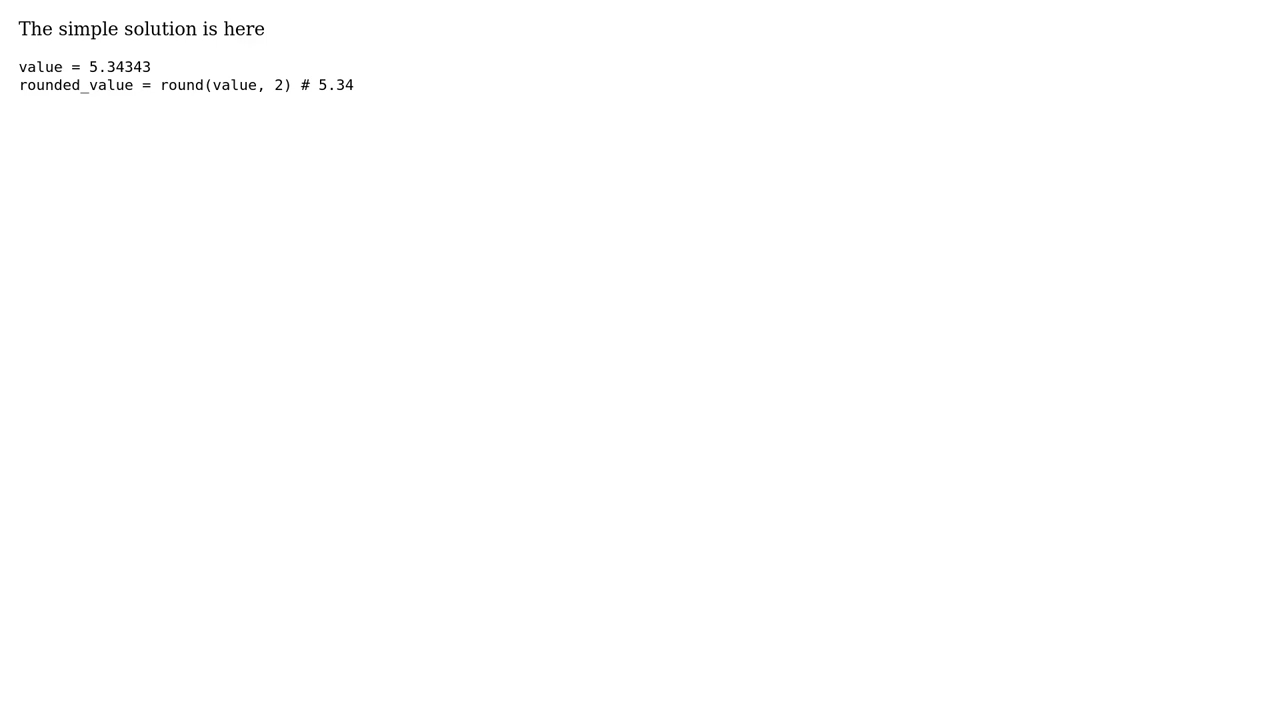 The simple solution is here
value = 5.34343
rounded_value = round(value, 2) # 5.34